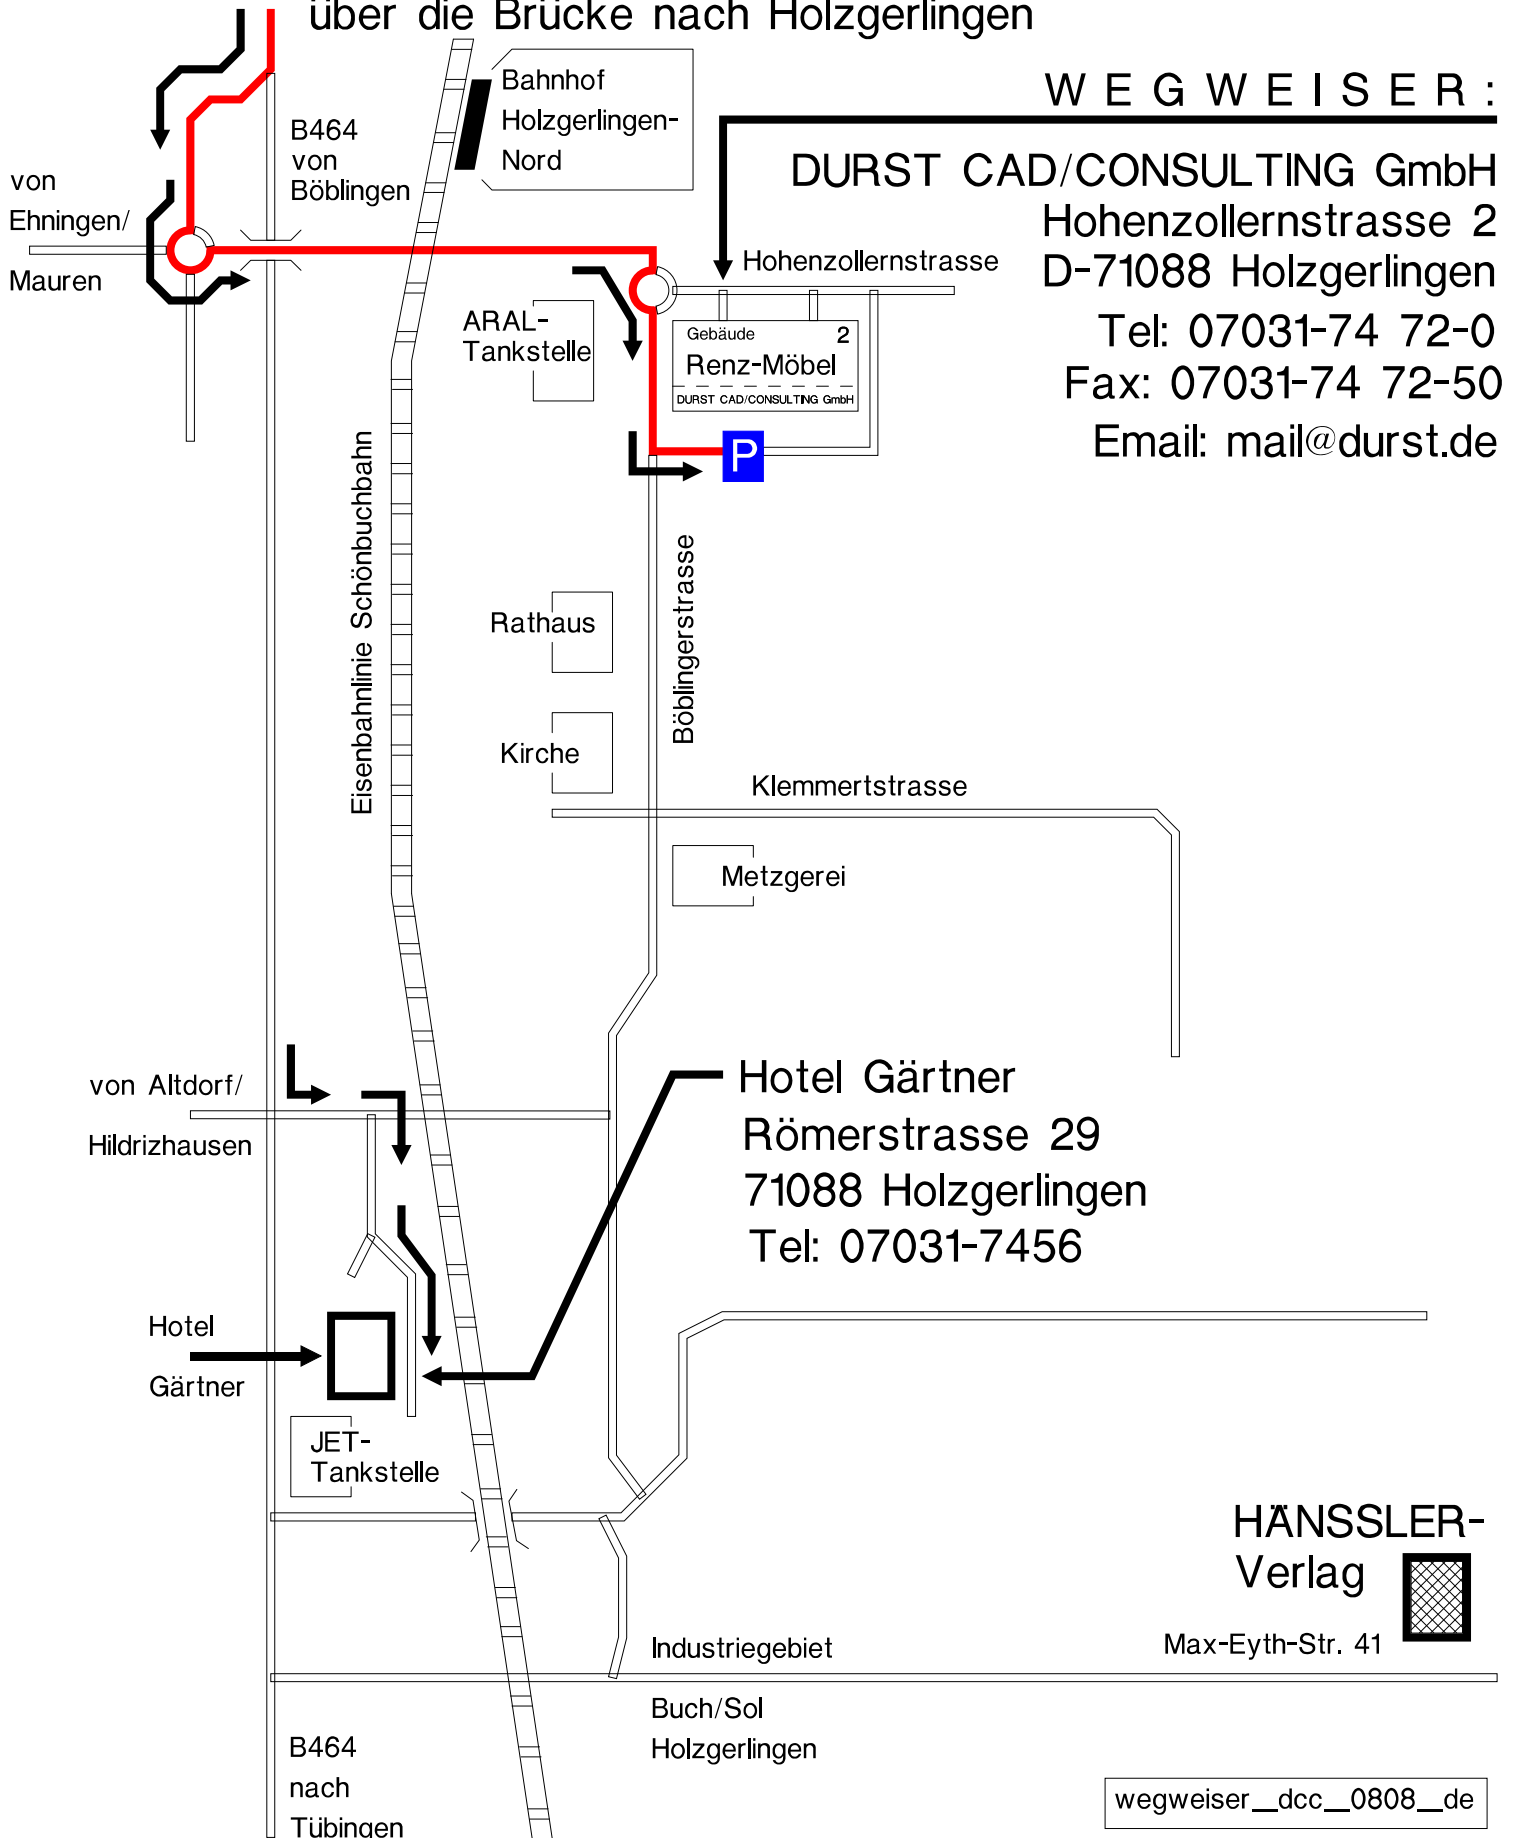 über die Brücke nach Holzgerlingen
W E G W E I S E R :
DURST CAD/CONSULTING GmbH
Hohenzollernstrasse 2
D-71088 Holzgerlingen
Tel: 07031-74 72-0
Fax: 07031-74 72-50
Email: mail@durst.de
Bahnhof
Holzgerlingen-
Nord
B464
von
Böblingen
von
Ehningen/
Mauren
Hohenzollernstrasse
ARAL-
Tankstelle
Gebäude 2
Renz-Möbel
DURST CAD/CONSULTING GmbH
P
Eisenbahnlinie Schönbuchbahn
Böblingerstrasse
Rathaus
Kirche
Klemmertstrasse
Metzgerei
von Altdorf/
Hildrizhausen
Hotel Gärtner
Römerstrasse 29
71088 Holzgerlingen
Tel: 07031-7456
Hotel
Gärtner
JET-
Tankstelle
HÄNSSLER-
Verlag
Max-Eyth-Str. 41
Industriegebiet
Buch/Sol
Holzgerlingen
B464
nach
Tübingen
wegweiser__dcc__0808__de